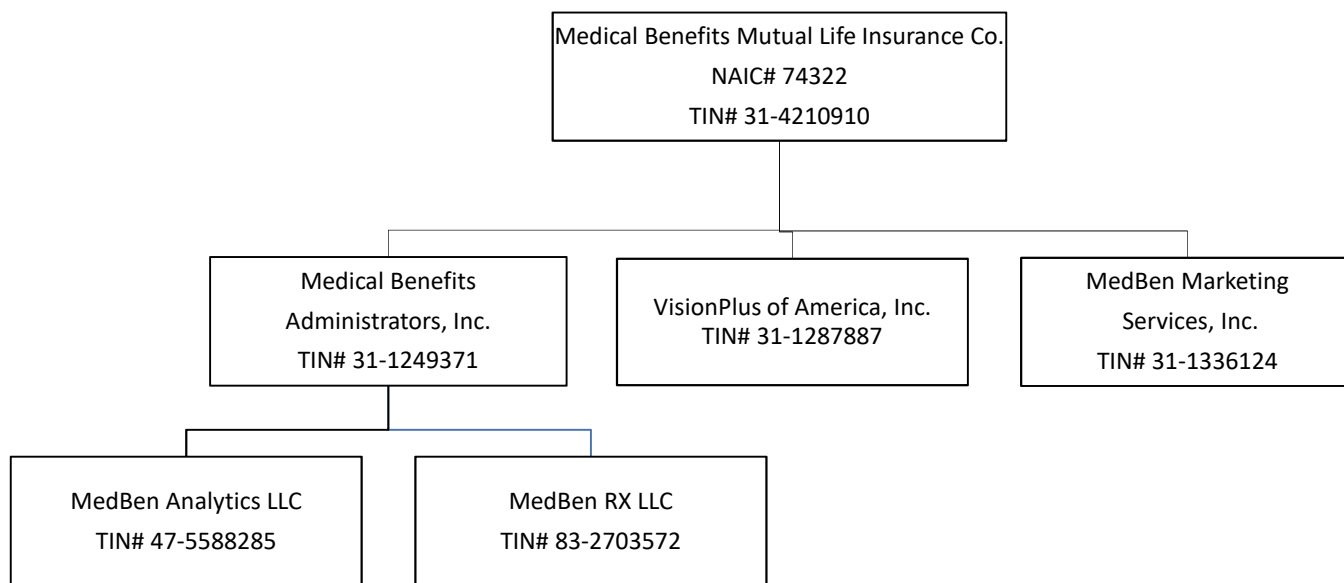 Medical Benefits Mutual Life Insurance Co.
NAIC# 74322
TIN# 31-4210910
Medical Benefits
Administrators, Inc.
TIN# 31-1249371
VisionPlus of America, Inc.
TIN# 31-1287887
MedBen Marketing
Services, Inc.
TIN# 31-1336124
MedBen Analytics LLC
TIN# 47-5588285
MedBen RX LLC
TIN# 83-2703572